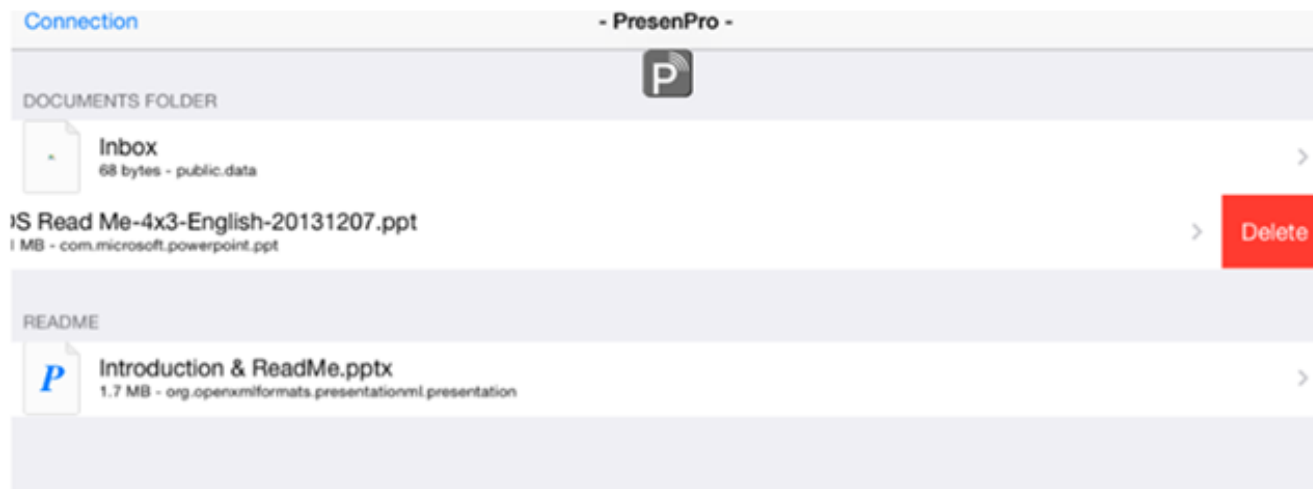 Connection
- PresenPro -
P
DOCUMENTS FOLDER
Inbox
68 bytes - public.data
S Read Me-4x3-English-20131207.ppt
MB - com.microsoft.powerpoint.ppt
Delete
README
P
Introduction & ReadMe.pptx
1.7 MB - org.openxmlformats.presentationml.presentation